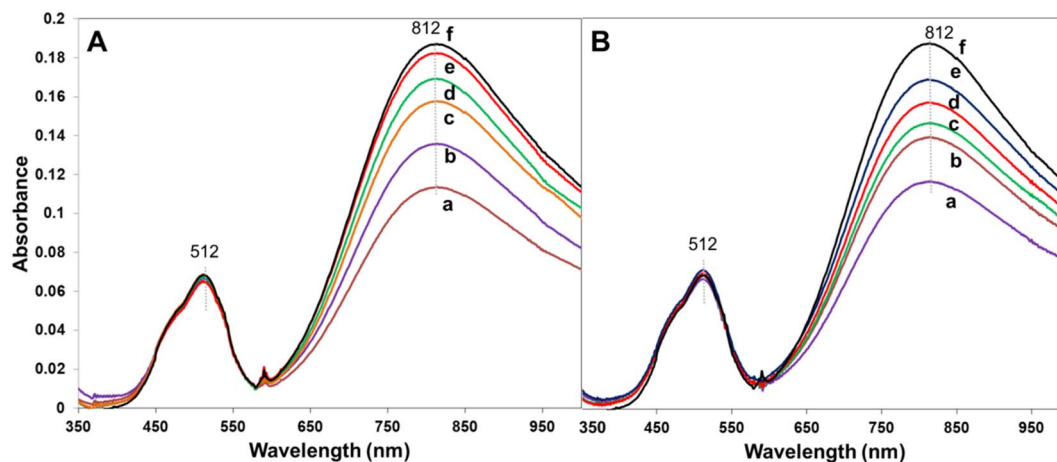 A
B
512
812
f
e
d
c
b
a
512
812
f
e
d
c
b
a
Absorbance
0.2
0.18
0.16
0.14
0.12
0.1
0.08
0.06
0.04
0.02
0
350 450 550 650 750 850 950
350 450 550 650 750 850 950
Wavelength (nm)
Wavelength (nm)